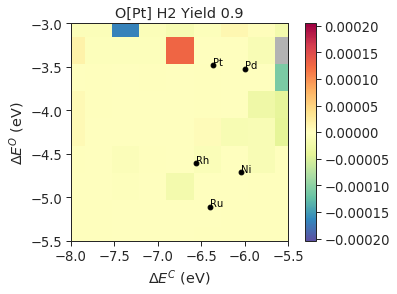 O[Pt] H2 Yield 0.9
−3.0
−3.5
−4.0
−4.5
−5.0
−5.5
ΔE^O (eV)
Pt
Pd
Rh
Ni
Ru
−8.0 −7.5 −7.0 −6.5 −6.0 −5.5
ΔE^C (eV)
0.00020
0.00015
0.00010
0.00005
0.00000
−0.00005
−0.00010
−0.00015
−0.00020